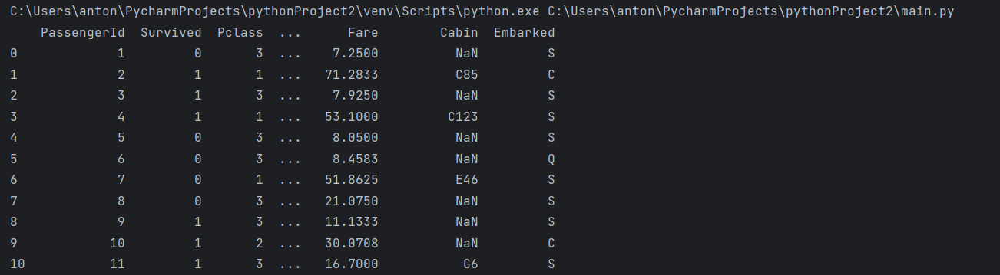 C:\Users\anton\PycharmProjects\pythonProject2\venv\Scripts\python.exe C:\Users\anton\PycharmProjects\pythonProject2\main.py
    PassengerId  Survived  Pclass  ...     Fare        Cabin  Embarked
0             1         0       3  ...   7.2500          NaN         S
1             2         1       1  ...  71.2833          C85         C
2             3         1       3  ...   7.9250          NaN         S
3             4         1       1  ...  53.1000         C123         S
4             5         0       3  ...   8.0500          NaN         S
5             6         0       3  ...   8.4583          NaN         Q
6             7         0       1  ...  51.8625          E46         S
7             8         0       3  ...  21.0750          NaN         S
8             9         1       3  ...  11.1333          NaN         S
9            10         1       2  ...  30.0708          NaN         C
10           11         1       3  ...  16.7000           G6         S